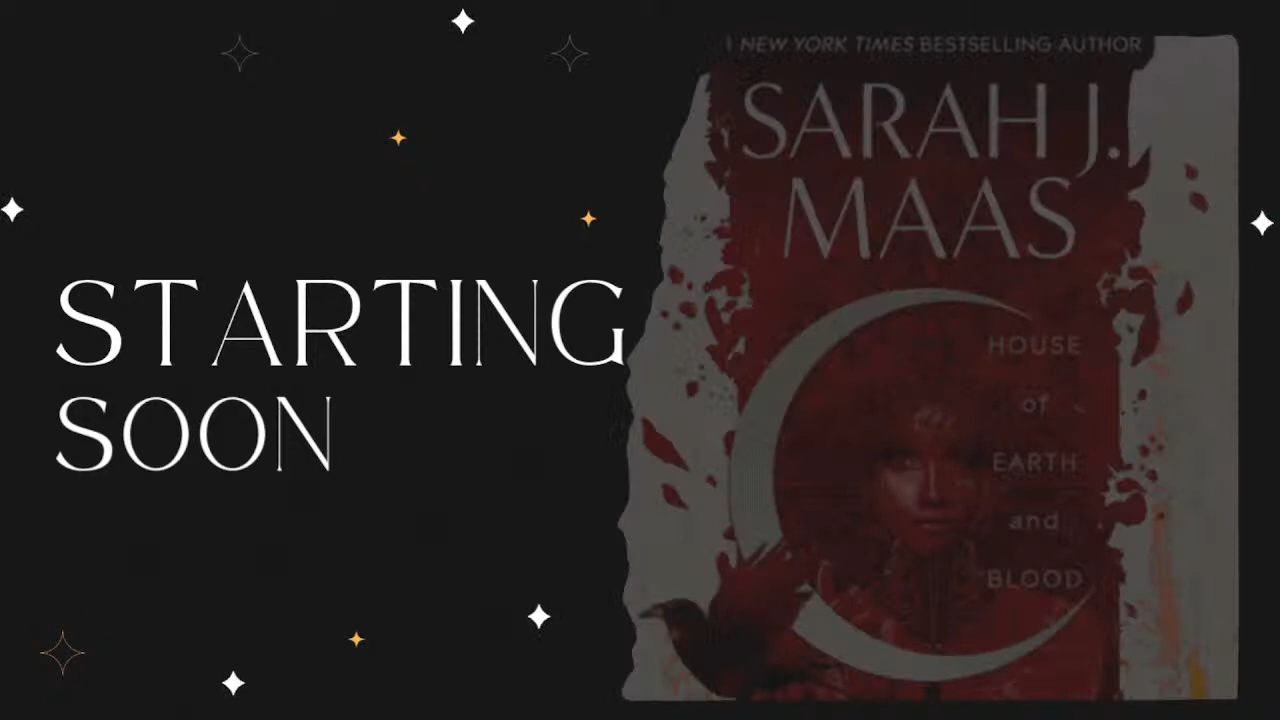 STARTING
SOON
1 NEW YORK TIMES BESTSELLING AUTHOR
SARAH J.
MAAS
HOUSE
of
EARTH
and
BLOOD